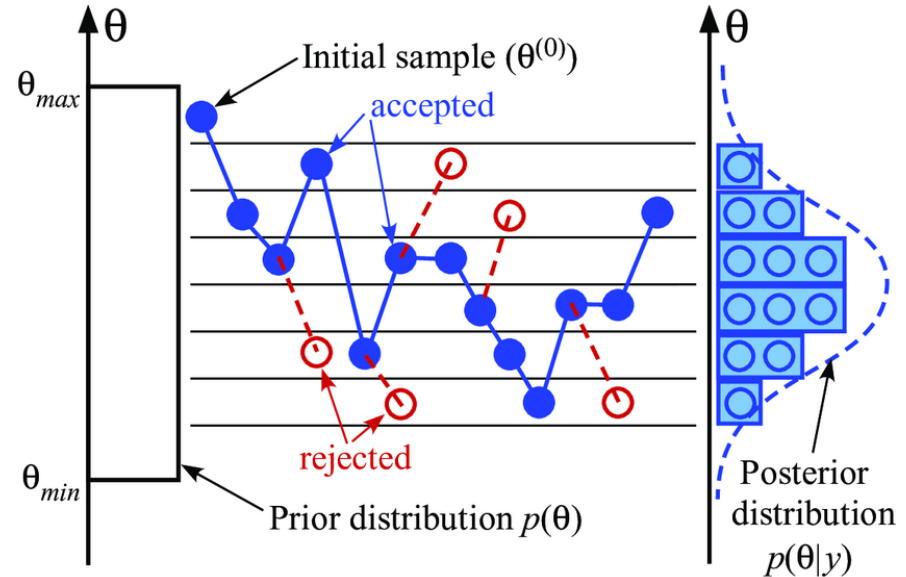 θ
θ
Initial sample (θ(0))
θmax
accepted
rejected
θmin
Prior distribution p(θ)
Posterior
distribution
p(θ|y)